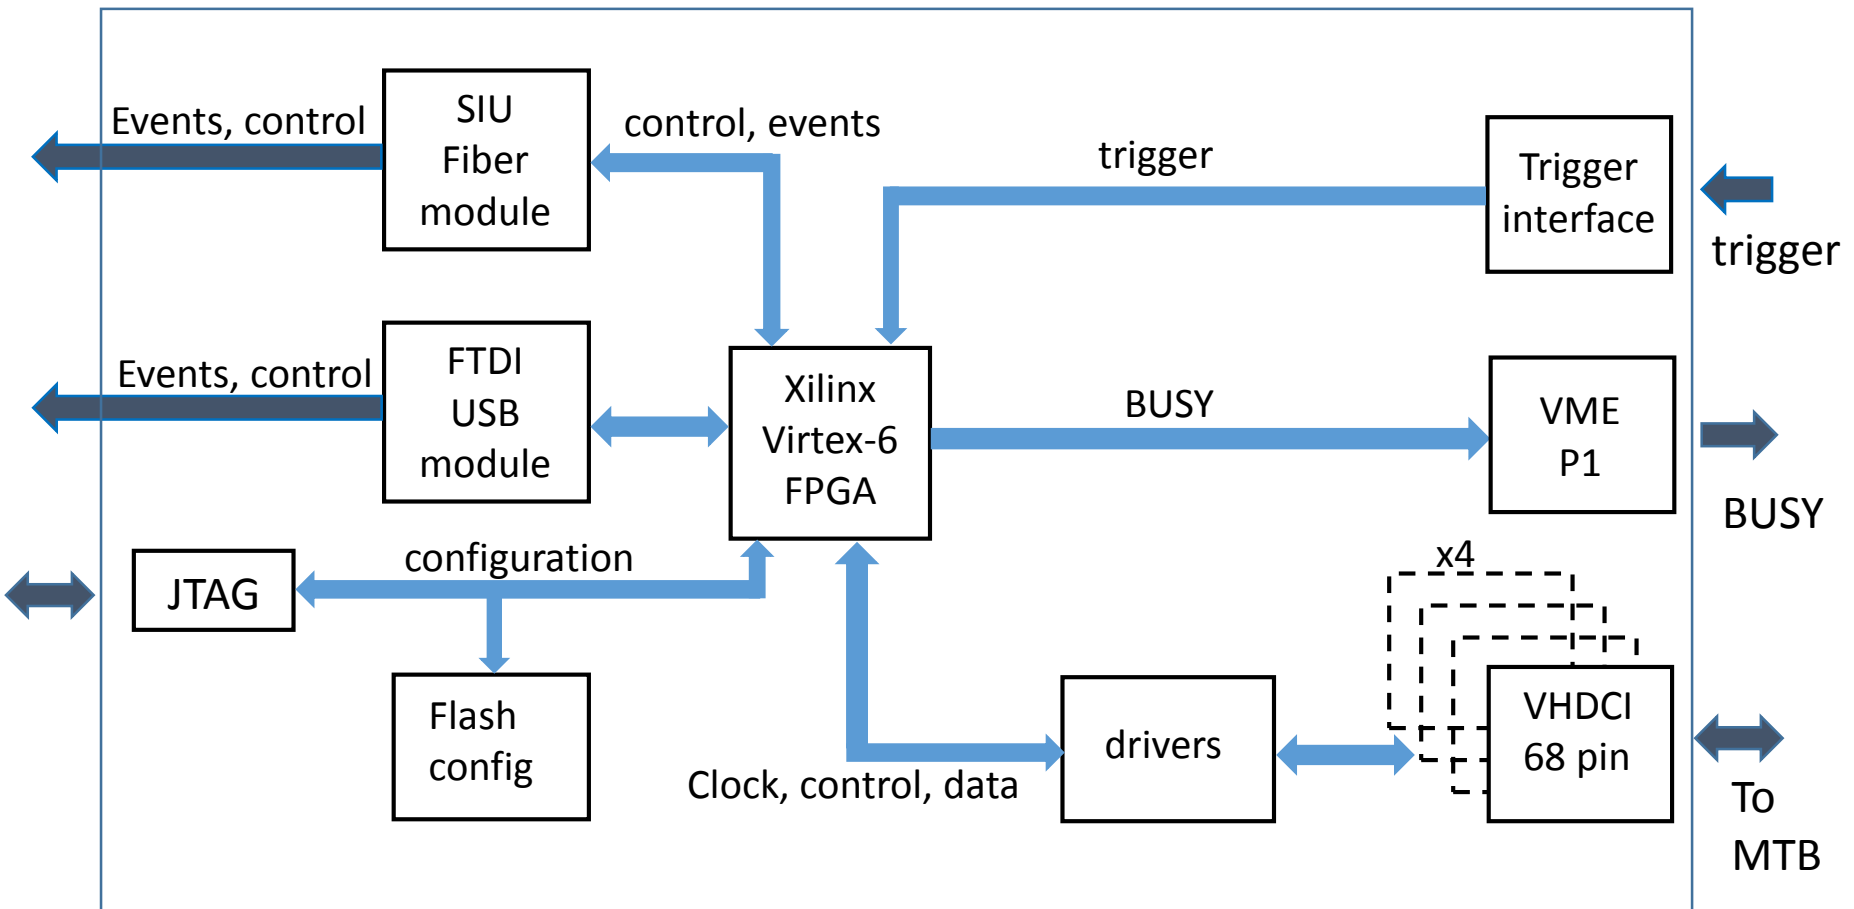 Events, control
SIU
Fiber
module
control, events
trigger
Trigger
interface
trigger
Events, control
FTDI
USB
module
Xilinx
Virtex-6
FPGA
BUSY
VME
P1
BUSY
JTAG
configuration
Flash
config
Clock, control, data
drivers
x4
VHDCI
68 pin
To
MTB